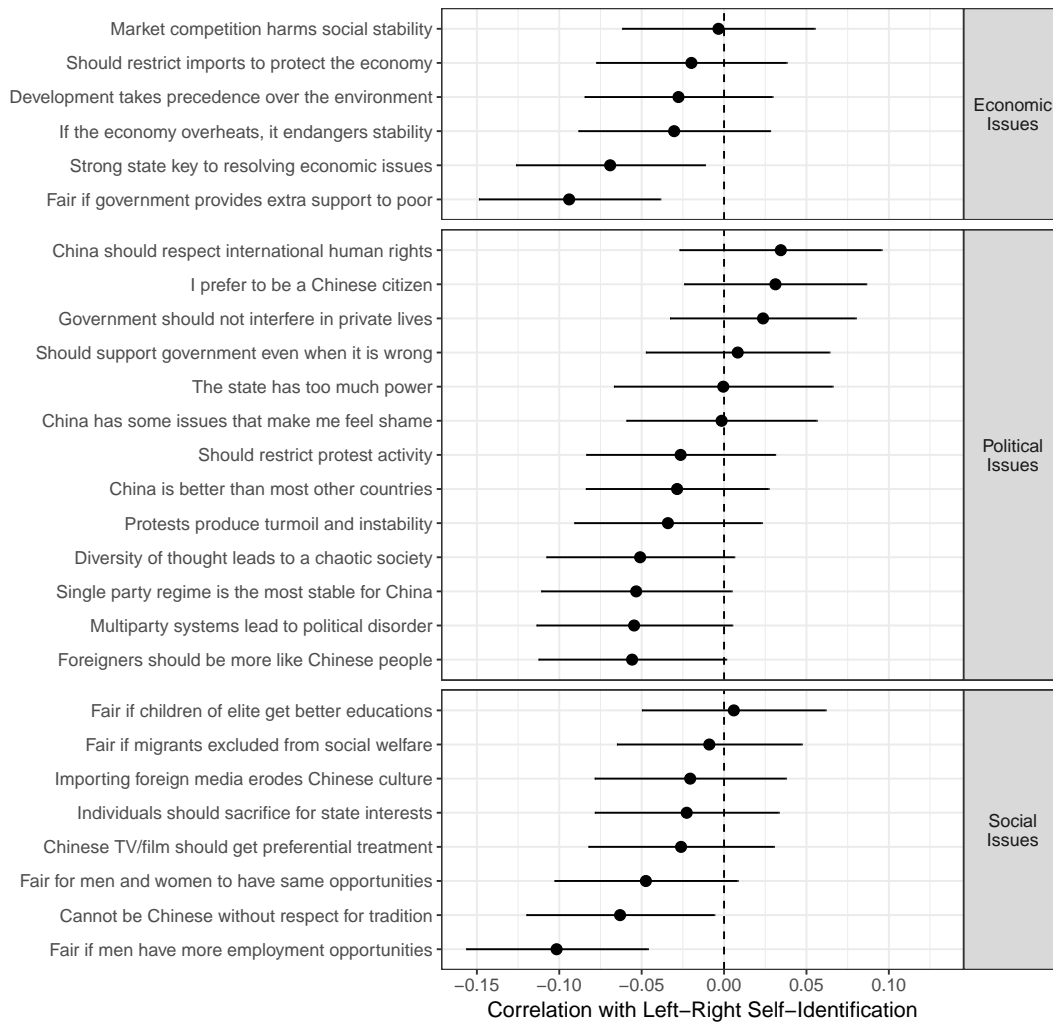 Market competition harms social stability
Should restrict imports to protect the economy
Development takes precedence over the environment
If the economy overheats, it endangers stability
Strong state key to resolving economic issues
Fair if government provides extra support to poor
Economic
Issues
China should respect international human rights
I prefer to be a Chinese citizen
Government should not interfere in private lives
Should support government even when it is wrong
The state has too much power
China has some issues that make me feel shame
Should restrict protest activity
China is better than most other countries
Protests produce turmoil and instability
Diversity of thought leads to a chaotic society
Single party regime is the most stable for China
Multiparty systems lead to political disorder
Foreigners should be more like Chinese people
Political
Issues
Fair if children of elite get better educations
Fair if migrants excluded from social welfare
Importing foreign media erodes Chinese culture
Individuals should sacrifice for state interests
Chinese TV/film should get preferential treatment
Fair for men and women to have same opportunities
Cannot be Chinese without respect for tradition
Fair if men have more employment opportunities
Social
Issues
−0.15 −0.10 −0.05 0.00 0.05 0.10
Correlation with Left−Right Self−Identification